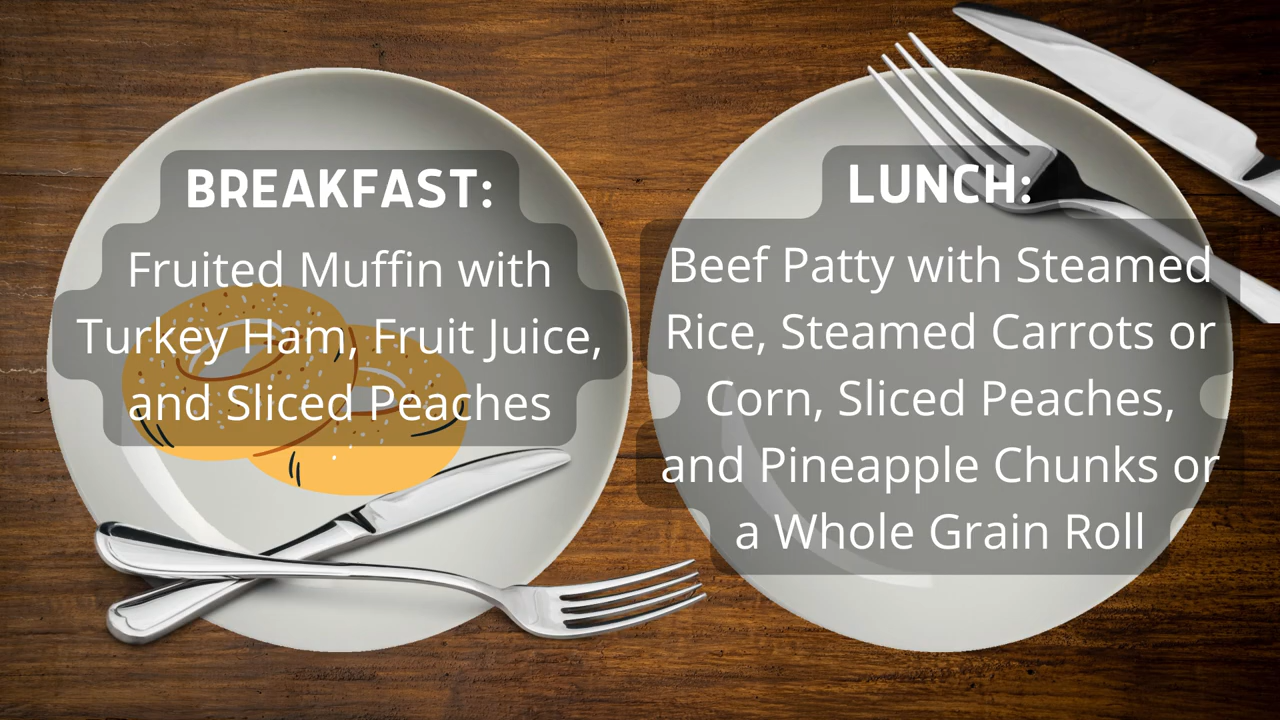 BREAKFAST:
Fruited Muffin with
Turkey Ham, Fruit Juice,
and Sliced Peaches
LUNCH:
Beef Patty with Steamed
Rice, Steamed Carrots or
Corn, Sliced Peaches,
and Pineapple Chunks or
a Whole Grain Roll